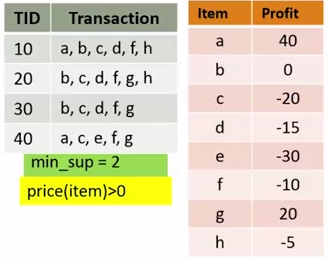 TID Transaction
10 a, b, c, d, f, h
20 b, c, d, f, g, h
30 b, c, d, f, g
40 a, c, e, f, g
min_sup = 2
price(item)>0
Item Profit
a 40
b 0
c -20
d -15
e -30
f -10
g 20
h -5